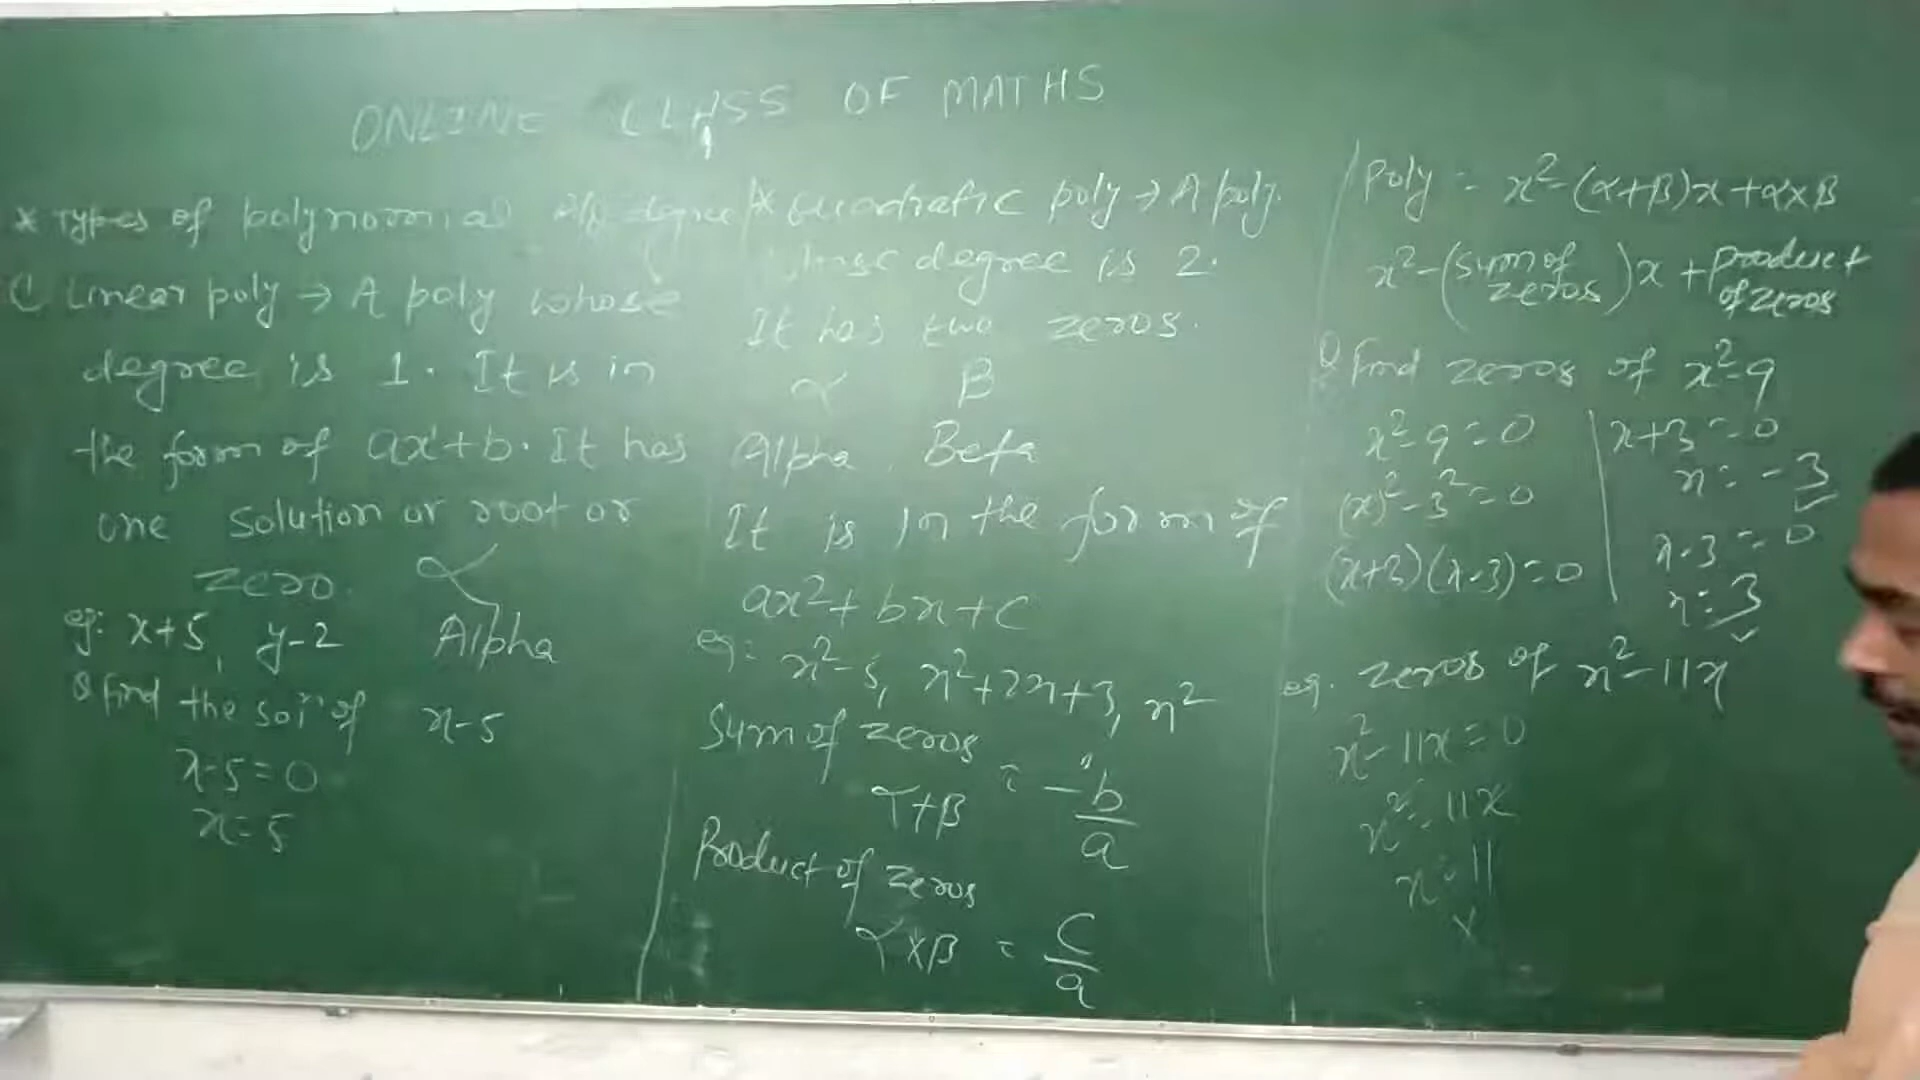 ONLINE CLASS OF MATHS
* Types of polynomial degree
Linear poly → A poly whose
degree is 1. It is in
the form of ax¹+b. It has
one solution or root or
zero. α
eg: x+5, y-2 Alpha
Q Find the solⁿ of x-5
x-5=0
x=5
* Quadratic poly → A poly.
whose degree is 2.
It has two zeros.
α β
Alpha, Beta
It is in the form of
ax²+bx+c
eg: x²-5, x²+2x+3, x²
Sum of zeros
α+β = -b/a
Product of zeros
α×β = c/a
Poly = x²-(α+β)x+α×β
x²-(sum of zeros)x + product of zeros
Q Find zeros of x²-9
x²-9=0
(x)²-3²=0
(x+3)(x-3)=0
x+3=0
x=-3
x-3=0
x=3
eg. zeros of x²-11x
x²-11x=0
x²=11x
x=11
×